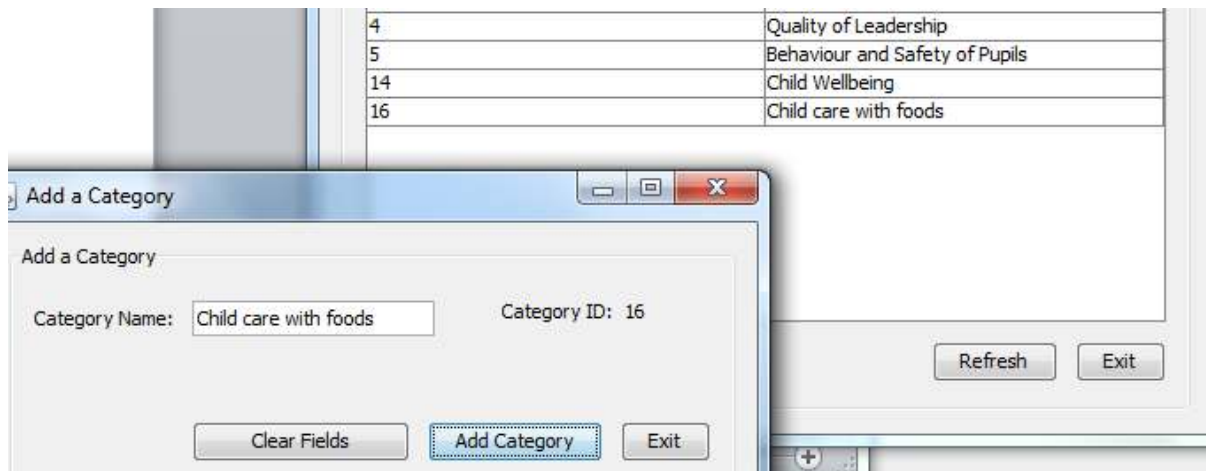 4 Quality of Leadership
5 Behaviour and Safety of Pupils
14 Child Wellbeing
16 Child care with foods
Add a Category
Add a Category
Category Name: Child care with foods Category ID: 16
Refresh Exit
Clear Fields Add Category Exit